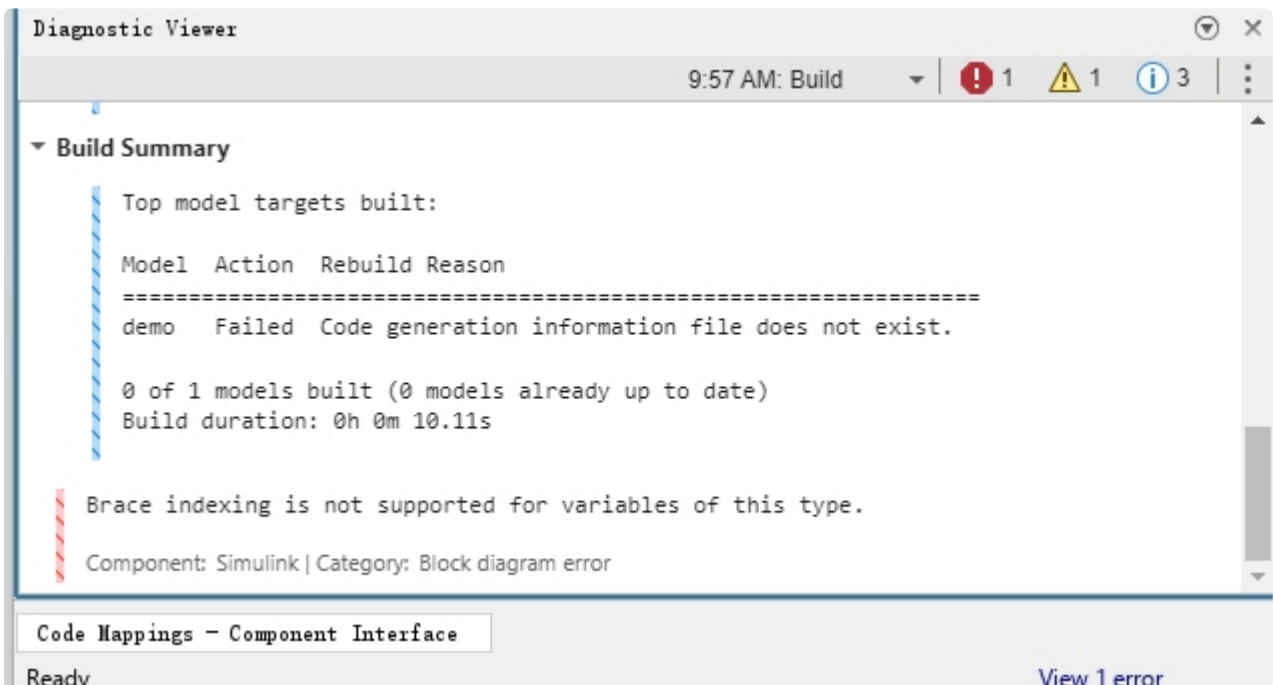 Diagnostic Viewer
9:57 AM: Build 1 1 3
Build Summary
Top model targets built:
Model Action Rebuild Reason
=================================================================
demo Failed Code generation information file does not exist.
0 of 1 models built (0 models already up to date)
Build duration: 0h 0m 10.11s
Brace indexing is not supported for variables of this type.
Component: Simulink | Category: Block diagram error
Code Mappings - Component Interface
Ready View 1 error